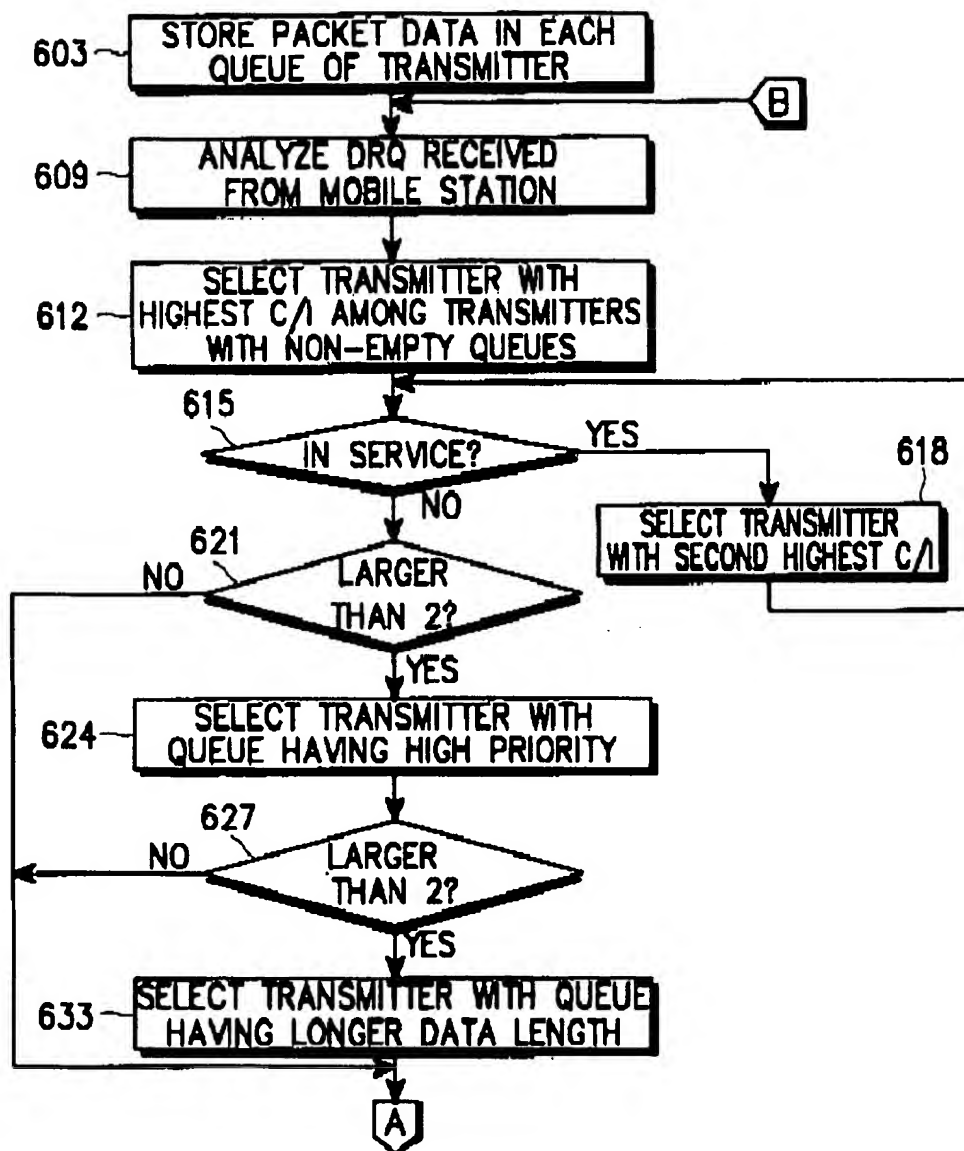 603
STORE PACKET DATA IN EACH
QUEUE OF TRANSMITTER
B
609
ANALYZE DRQ RECEIVED
FROM MOBILE STATION
612
SELECT TRANSMITTER WITH
HIGHEST C/I AMONG TRANSMITTERS
WITH NON-EMPTY QUEUES
615
IN SERVICE?
YES
NO
618
SELECT TRANSMITTER
WITH SECOND HIGHEST C/I
621
NO
LARGER
THAN 2?
YES
624
SELECT TRANSMITTER WITH
QUEUE HAVING HIGH PRIORITY
627
NO
LARGER
THAN 2?
YES
633
SELECT TRANSMITTER WITH QUEUE
HAVING LONGER DATA LENGTH
A